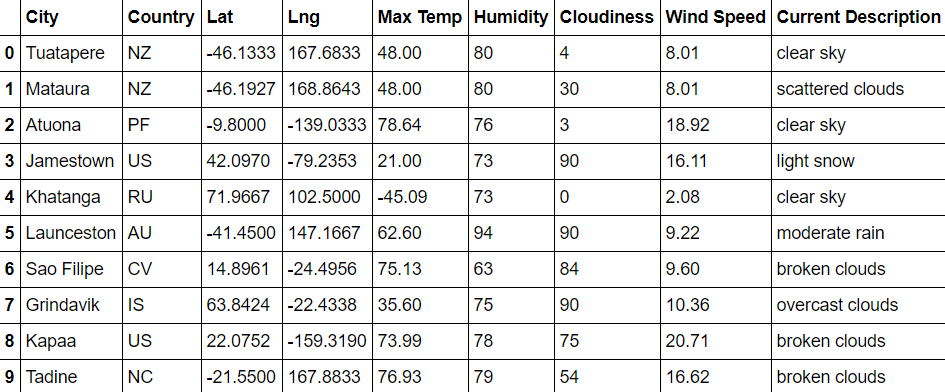 City Country Lat Lng Max Temp Humidity Cloudiness Wind Speed Current Description
0 Tuatapere NZ -46.1333 167.6833 48.00 80 4 8.01 clear sky
1 Mataura NZ -46.1927 168.8643 48.00 80 30 8.01 scattered clouds
2 Atuona PF -9.8000 -139.0333 78.64 76 3 18.92 clear sky
3 Jamestown US 42.0970 -79.2353 21.00 73 90 16.11 light snow
4 Khatanga RU 71.9667 102.5000 -45.09 73 0 2.08 clear sky
5 Launceston AU -41.4500 147.1667 62.60 94 90 9.22 moderate rain
6 Sao Filipe CV 14.8961 -24.4956 75.13 63 84 9.60 broken clouds
7 Grindavik IS 63.8424 -22.4338 35.60 75 90 10.36 overcast clouds
8 Kapaa US 22.0752 -159.3190 73.99 78 75 20.71 broken clouds
9 Tadine NC -21.5500 167.8833 76.93 79 54 16.62 broken clouds